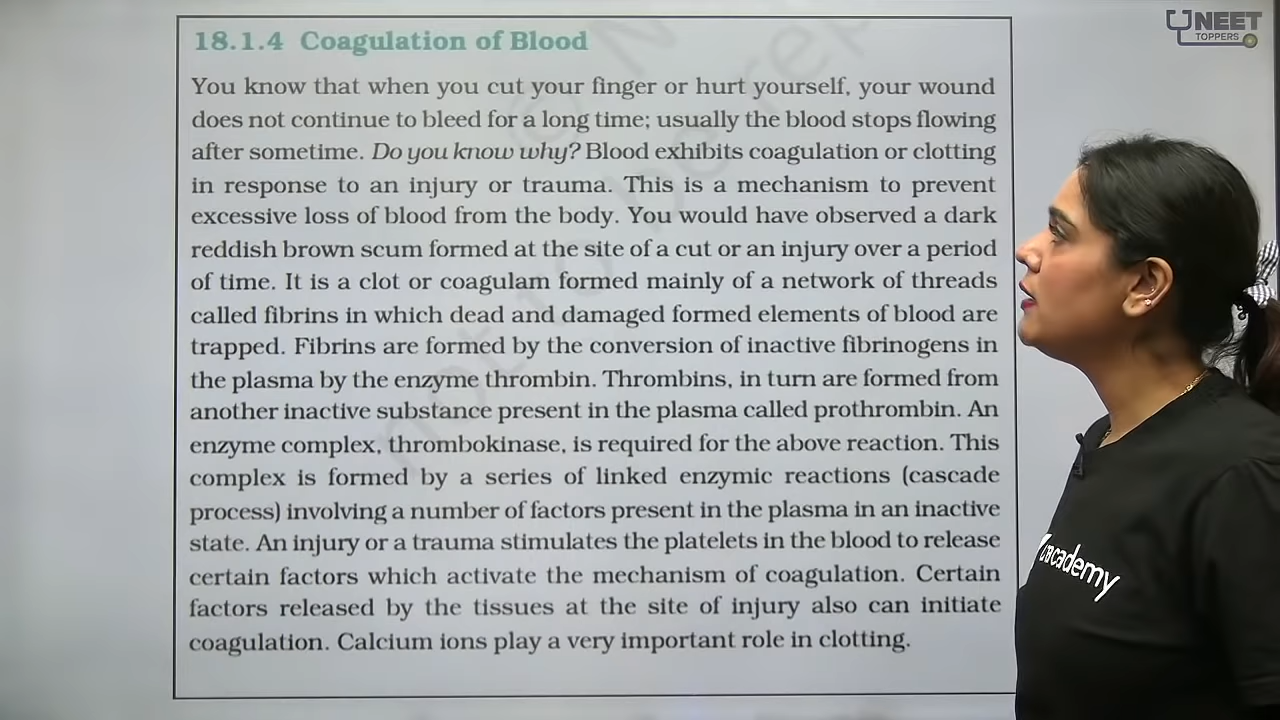 UNEET
TOPPERS
18.1.4 Coagulation of Blood
You know that when you cut your finger or hurt yourself, your wound
does not continue to bleed for a long time; usually the blood stops flowing
after sometime. Do you know why? Blood exhibits coagulation or clotting
in response to an injury or trauma. This is a mechanism to prevent
excessive loss of blood from the body. You would have observed a dark
reddish brown scum formed at the site of a cut or an injury over a period
of time. It is a clot or coagulam formed mainly of a network of threads
called fibrins in which dead and damaged formed elements of blood are
trapped. Fibrins are formed by the conversion of inactive fibrinogens in
the plasma by the enzyme thrombin. Thrombins, in turn are formed from
another inactive substance present in the plasma called prothrombin. An
enzyme complex, thrombokinase, is required for the above reaction. This
complex is formed by a series of linked enzymic reactions (cascade
process) involving a number of factors present in the plasma in an inactive
state. An injury or a trauma stimulates the platelets in the blood to release
certain factors which activate the mechanism of coagulation. Certain
factors released by the tissues at the site of injury also can initiate
coagulation. Calcium ions play a very important role in clotting.